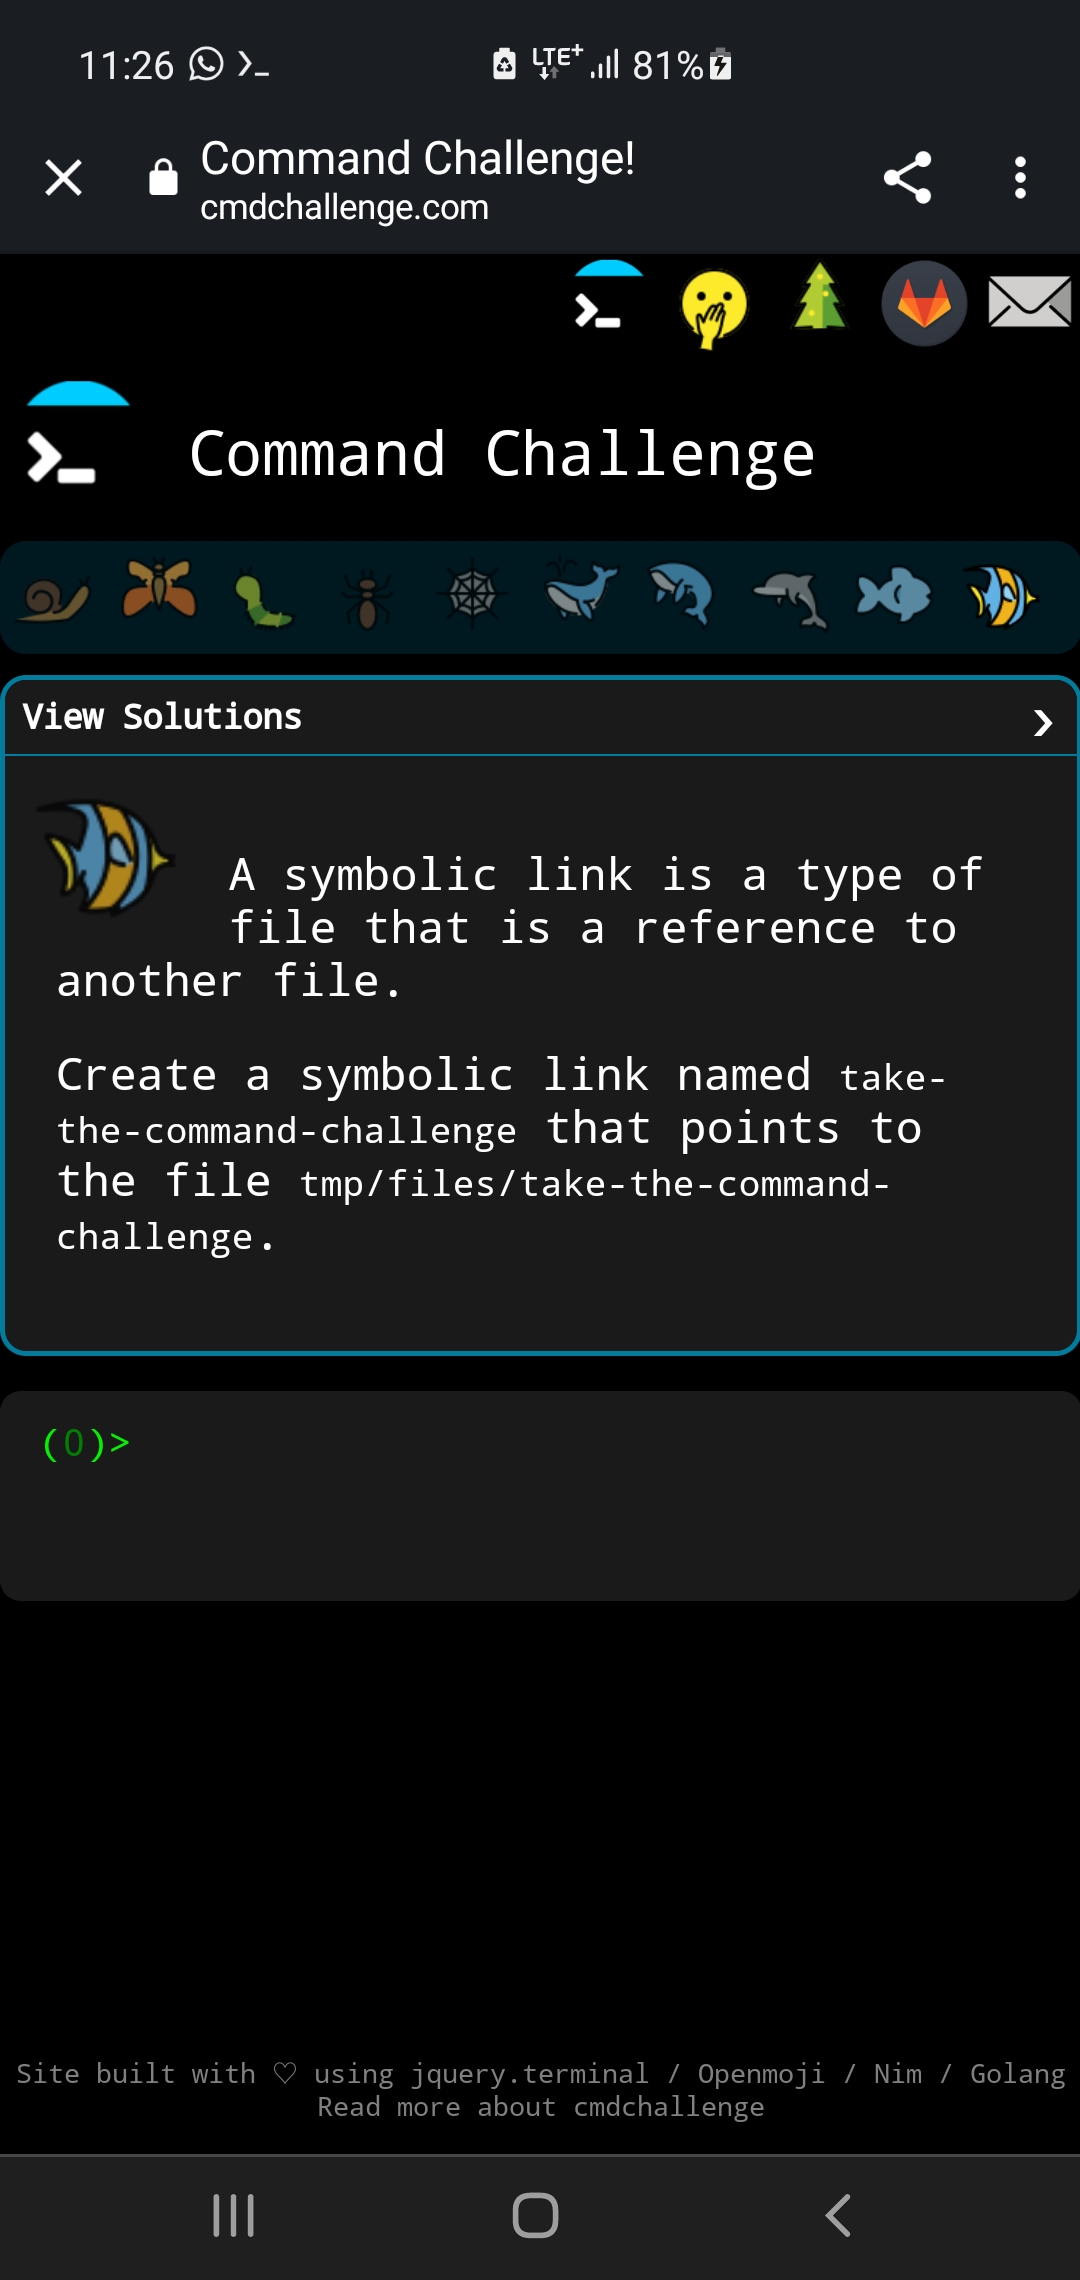 11:26 LTE+ 81%
Command Challenge!
cmdchallenge.com
Command Challenge
View Solutions
A symbolic link is a type of
file that is a reference to
another file.
Create a symbolic link named take-
the-command-challenge that points to
the file tmp/files/take-the-command-
challenge.
(0)>
Site built with ♡ using jquery.terminal / Openmoji / Nim / Golang
Read more about cmdchallenge